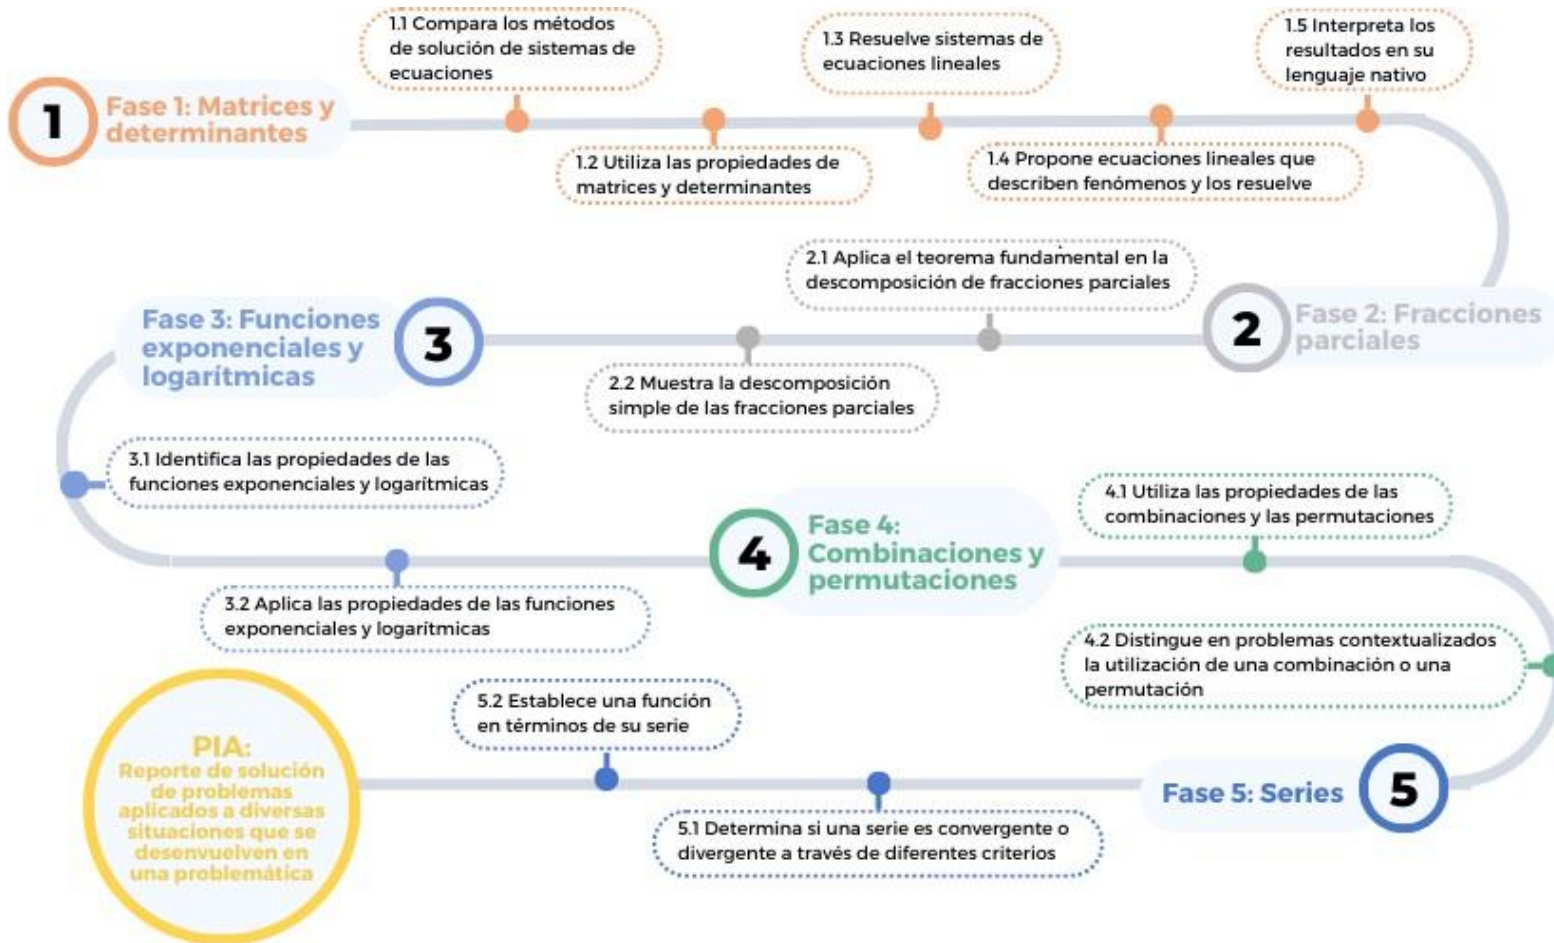 1
Fase 1: Matrices y
determinantes
1.1 Compara los métodos
de solución de sistemas de
ecuaciones
1.2 Utiliza las propiedades de
matrices y determinantes
1.3 Resuelve sistemas de
ecuaciones lineales
1.4 Propone ecuaciones lineales que
describen fenómenos y los resuelve
1.5 Interpreta los
resultados en su
lenguaje nativo
2
Fase 2: Fracciones
parciales
2.1 Aplica el teorema fundamental en la
descomposición de fracciones parciales
2.2 Muestra la descomposición
simple de las fracciones parciales
Fase 3: Funciones
exponenciales y
logarítmicas
3
3.1 Identifica las propiedades de las
funciones exponenciales y logarítmicas
3.2 Aplica las propiedades de las funciones
exponenciales y logarítmicas
4
Fase 4:
Combinaciones y
permutaciones
4.1 Utiliza las propiedades de las
combinaciones y las permutaciones
4.2 Distingue en problemas contextualizados
la utilización de una combinación o una
permutación
Fase 5: Series
5
5.1 Determina si una serie es convergente o
divergente a través de diferentes criterios
5.2 Establece una función
en términos de su serie
PIA:
Reporte de solución
de problemas
aplicados a diversas
situaciones que se
desenvuelven en
una problemática